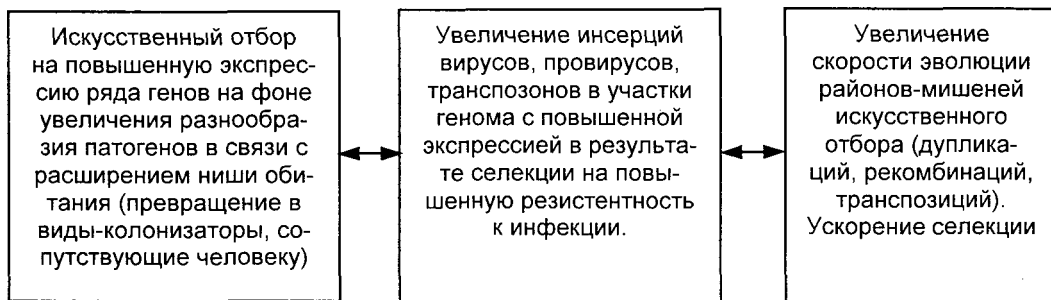 Искусственный отбор
на повышенную экспрес-
сию ряда генов на фоне
увеличения разнообра-
зия патогенов в связи с
расширением ниши оби-
тания (превращение в
виды-колонизаторы, со-
путствующие человеку)
Увеличение инсерций
вирусов, провирусов,
транспозонов в участки
генома с повышенной
экспрессией в результа-
те селекции на повы-
шенную резистентность
к инфекции.
Увеличение
скорости эволюции
районов-мишеней
искусственного
отбора (дуплика-
ций, рекомбинаций,
транспозиций).
Ускорение селекции